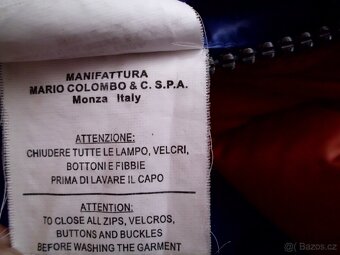 MANIFATTURA
MARIO COLOMBO & C. S.P.A.
Monza Italy
ATTENZIONE:
CHIUDERE TUTTE LE LAMPO, VELCRI,
BOTTONI E FIBBIE
PRIMA DI LAVARE IL CAPO
ATTENTION:
TO CLOSE ALL ZIPS, VELCROS,
BUTTONS AND BUCKLES
BEFORE WASHING THE GARMENT
sbazos.cz